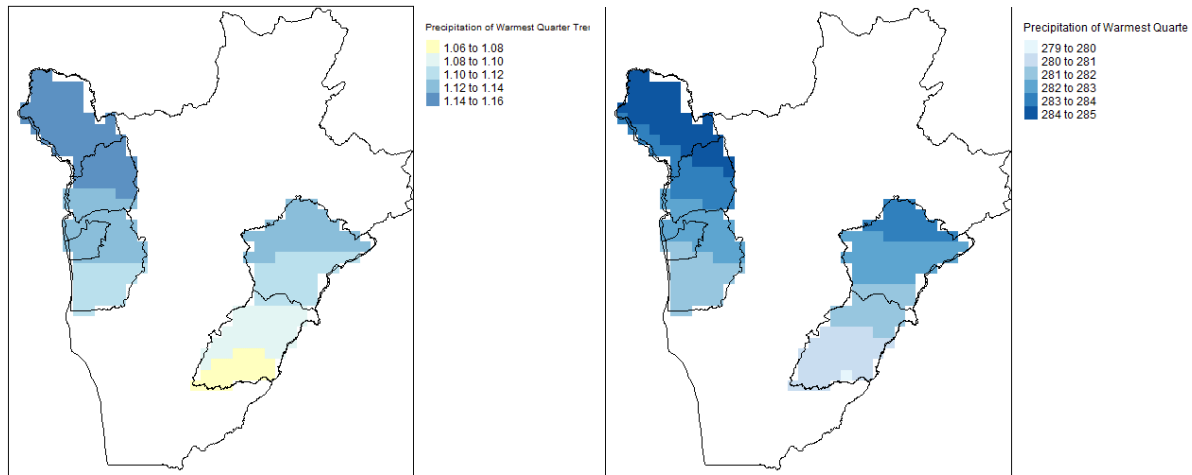 Precipitation of Warmest Quarter Trei
1.06 to 1.08
1.08 to 1.10
1.10 to 1.12
1.12 to 1.14
1.14 to 1.16
Precipitation of Warmest Quarte
279 to 280
280 to 281
281 to 282
282 to 283
283 to 284
284 to 285